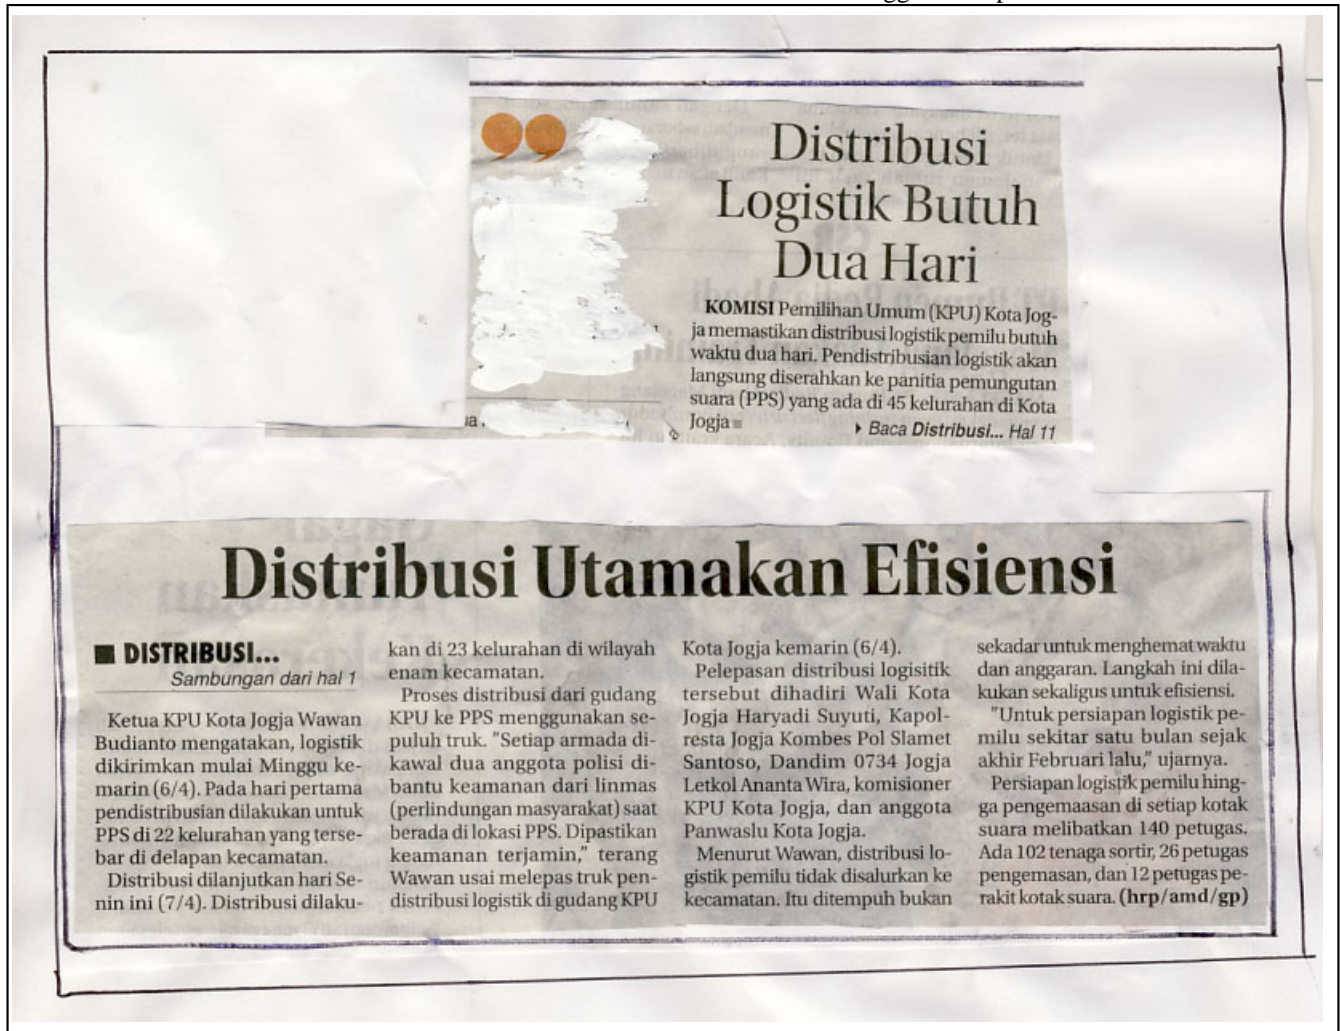 Distribusi
Logistik Butuh
Dua Hari
KOMISI Pemilihan Umum (KPU) Kota Jog-
ja memastikan distribusi logistik pemilu butuh
waktu dua hari. Pendistribusian logistik akan
langsung diserahkan ke panitia pemungutan
suara (PPS) yang ada di 45 kelurahan di Kota
Jogja
Baca Distribusi... Hal 11
Distribusi Utamakan Efisiensi
DISTRIBUSI...
Sambungan dari hal 1
Ketua KPU Kota Jogja Wawan
Budianto mengatakan, logistik
dikirimkan mulai Minggu ke-
marin (6/4). Pada hari pertama
pendistribusian dilakukan untuk
PPS di 22 kelurahan yang terse-
bar di delapan kecamatan.
Distribusi dilanjutkan hari Se-
nin ini (7/4). Distribusi dilaku-
kan di 23 kelurahan di wilayah
enam kecamatan.
Proses distribusi dari gudang
KPU ke PPS menggunakan se-
puluh truk. "Setiap armada di-
kawal dua anggota polisi di-
bantu keamanan dari linmas
(perlindungan masyarakat) saat
berada di lokasi PPS. Dipastikan
keamanan terjamin," terang
Wawan usai melepas truk pen-
distribusi logistik di gudang KPU
Kota Jogja kemarin (6/4).
Pelepasan distribusi logisitik
tersebut dihadiri Wali Kota
Jogja Haryadi Suyuti, Kapol-
resta Jogja Kombes Pol Slamet
Santoso, Dandim 0734 Jogja
Letkol Ananta Wira, komisioner
KPU Kota Jogja, dan anggota
Panwaslu Kota Jogja.
Menurut Wawan, distribusi lo-
gistik pemilu tidak disalurkan ke
kecamatan. Itu ditempuh bukan
sekadar untuk menghemat waktu
dan anggaran. Langkah ini dila-
kukan sekaligus untuk efisiensi.
"Untuk persiapan logistik pe-
milu sekitar satu bulan sejak
akhir Februari lalu," ujarnya.
Persiapan logistik pemilu hing-
ga pengemaasan di setiap kotak
suara melibatkan 140 petugas.
Ada 102 tenaga sortir, 26 petugas
pengemasan, dan 12 petugas pe-
rakit kotak suara. (hrp/amd/gp)